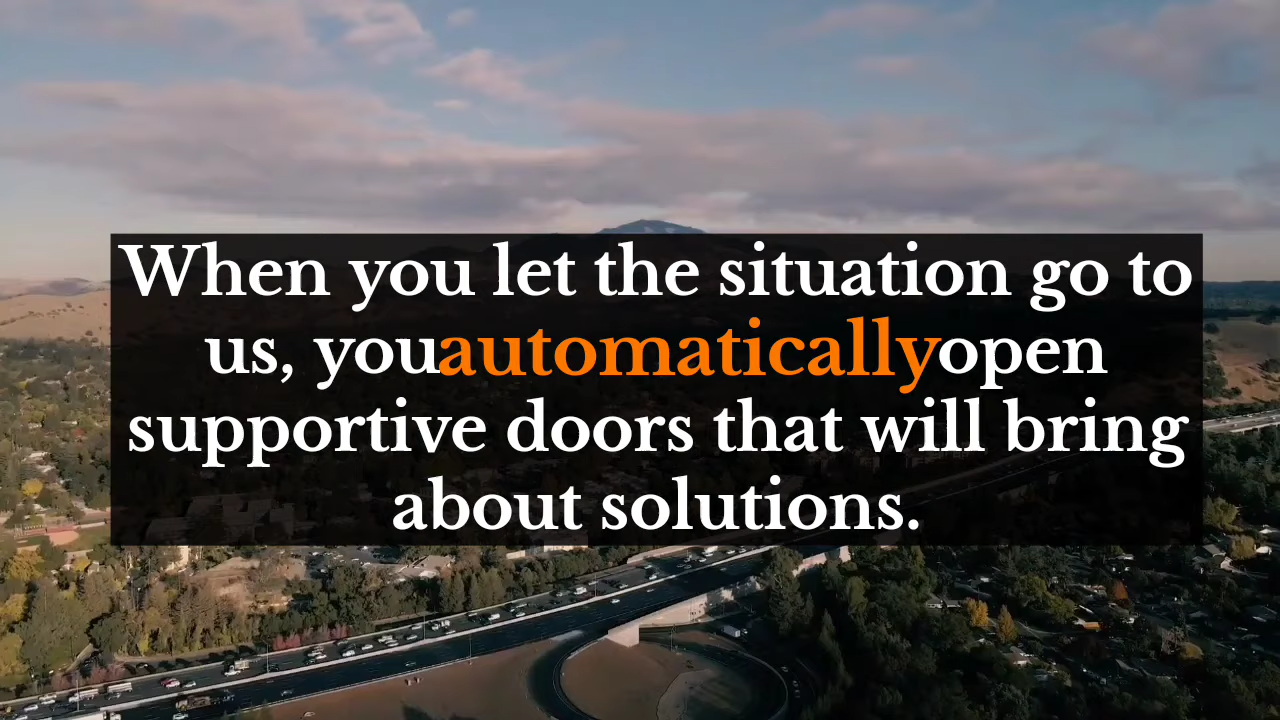 When you let the situation go to
us, youautomaticallyopen
supportive doors that will bring
about solutions.